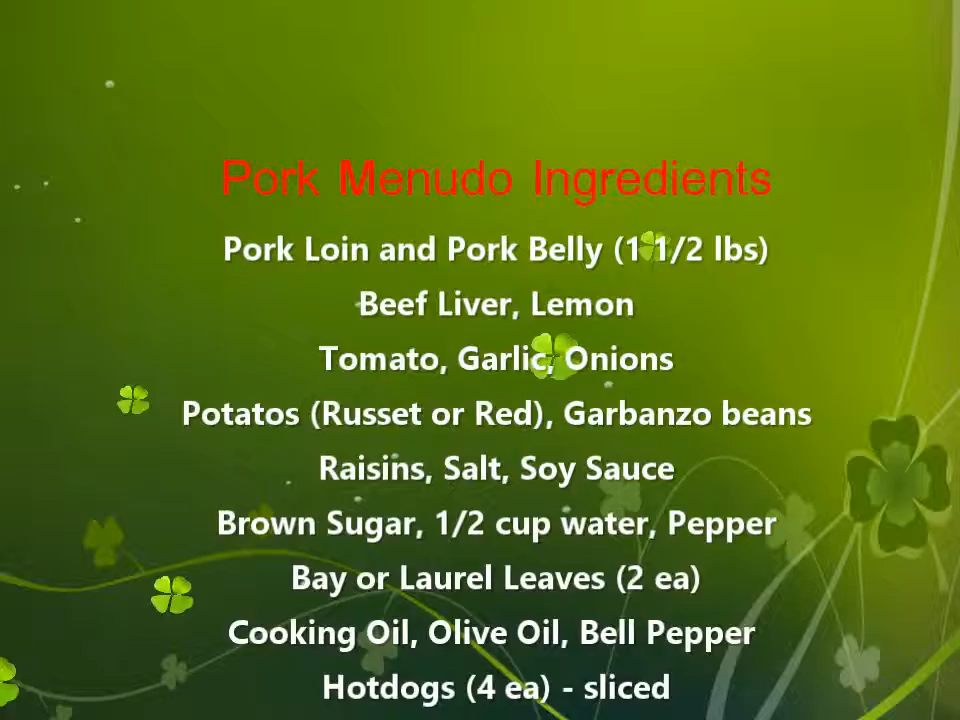 Pork Menudo Ingredients
Pork Loin and Pork Belly (1 1/2 lbs)
Beef Liver, Lemon
Tomato, Garlic, Onions
Potatos (Russet or Red), Garbanzo beans
Raisins, Salt, Soy Sauce
Brown Sugar, 1/2 cup water, Pepper
Bay or Laurel Leaves (2 ea)
Cooking Oil, Olive Oil, Bell Pepper
Hotdogs (4 ea) - sliced